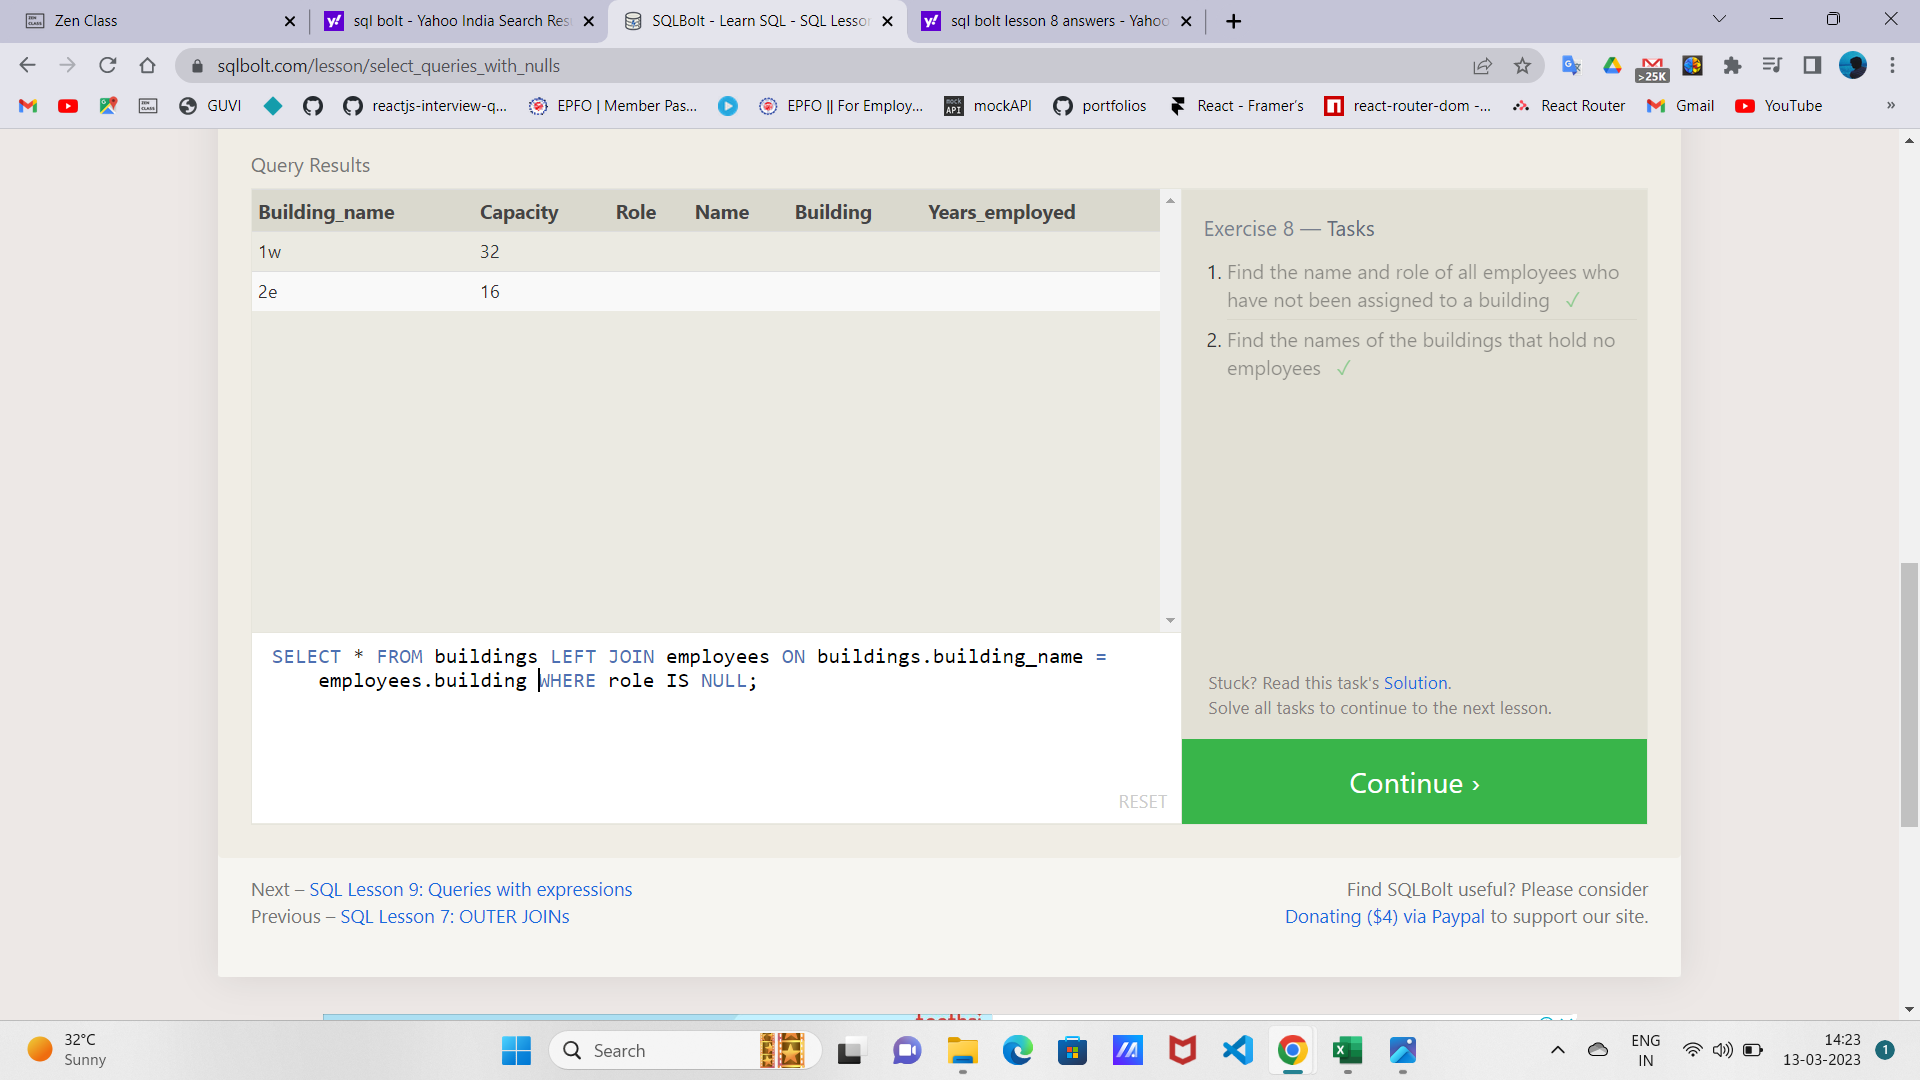 Zen Class
sql bolt - Yahoo India Search Res
SQLBolt - Learn SQL - SQL Lesson
sql bolt lesson 8 answers - Yahoo
sqlbolt.com/lesson/select_queries_with_nulls
>25K
GUVI
reactjs-interview-q...
EPFO | Member Pas...
EPFO || For Employ...
mock API
mockAPI
portfolios
React - Framer's
react-router-dom -...
React Router
Gmail
YouTube
Query Results
Building_name Capacity Role Name Building Years_employed
1w 32
2e 16
Exercise 8 — Tasks
1. Find the name and role of all employees who
have not been assigned to a building ✓
2. Find the names of the buildings that hold no
employees ✓
SELECT * FROM buildings LEFT JOIN employees ON buildings.building_name =
employees.building WHERE role IS NULL;
RESET
Stuck? Read this task's Solution.
Solve all tasks to continue to the next lesson.
Continue ›
Next – SQL Lesson 9: Queries with expressions
Previous – SQL Lesson 7: OUTER JOINs
Find SQLBolt useful? Please consider
Donating ($4) via Paypal to support our site.
32°C
Sunny
Search
ENG
IN
14:23
13-03-2023
1